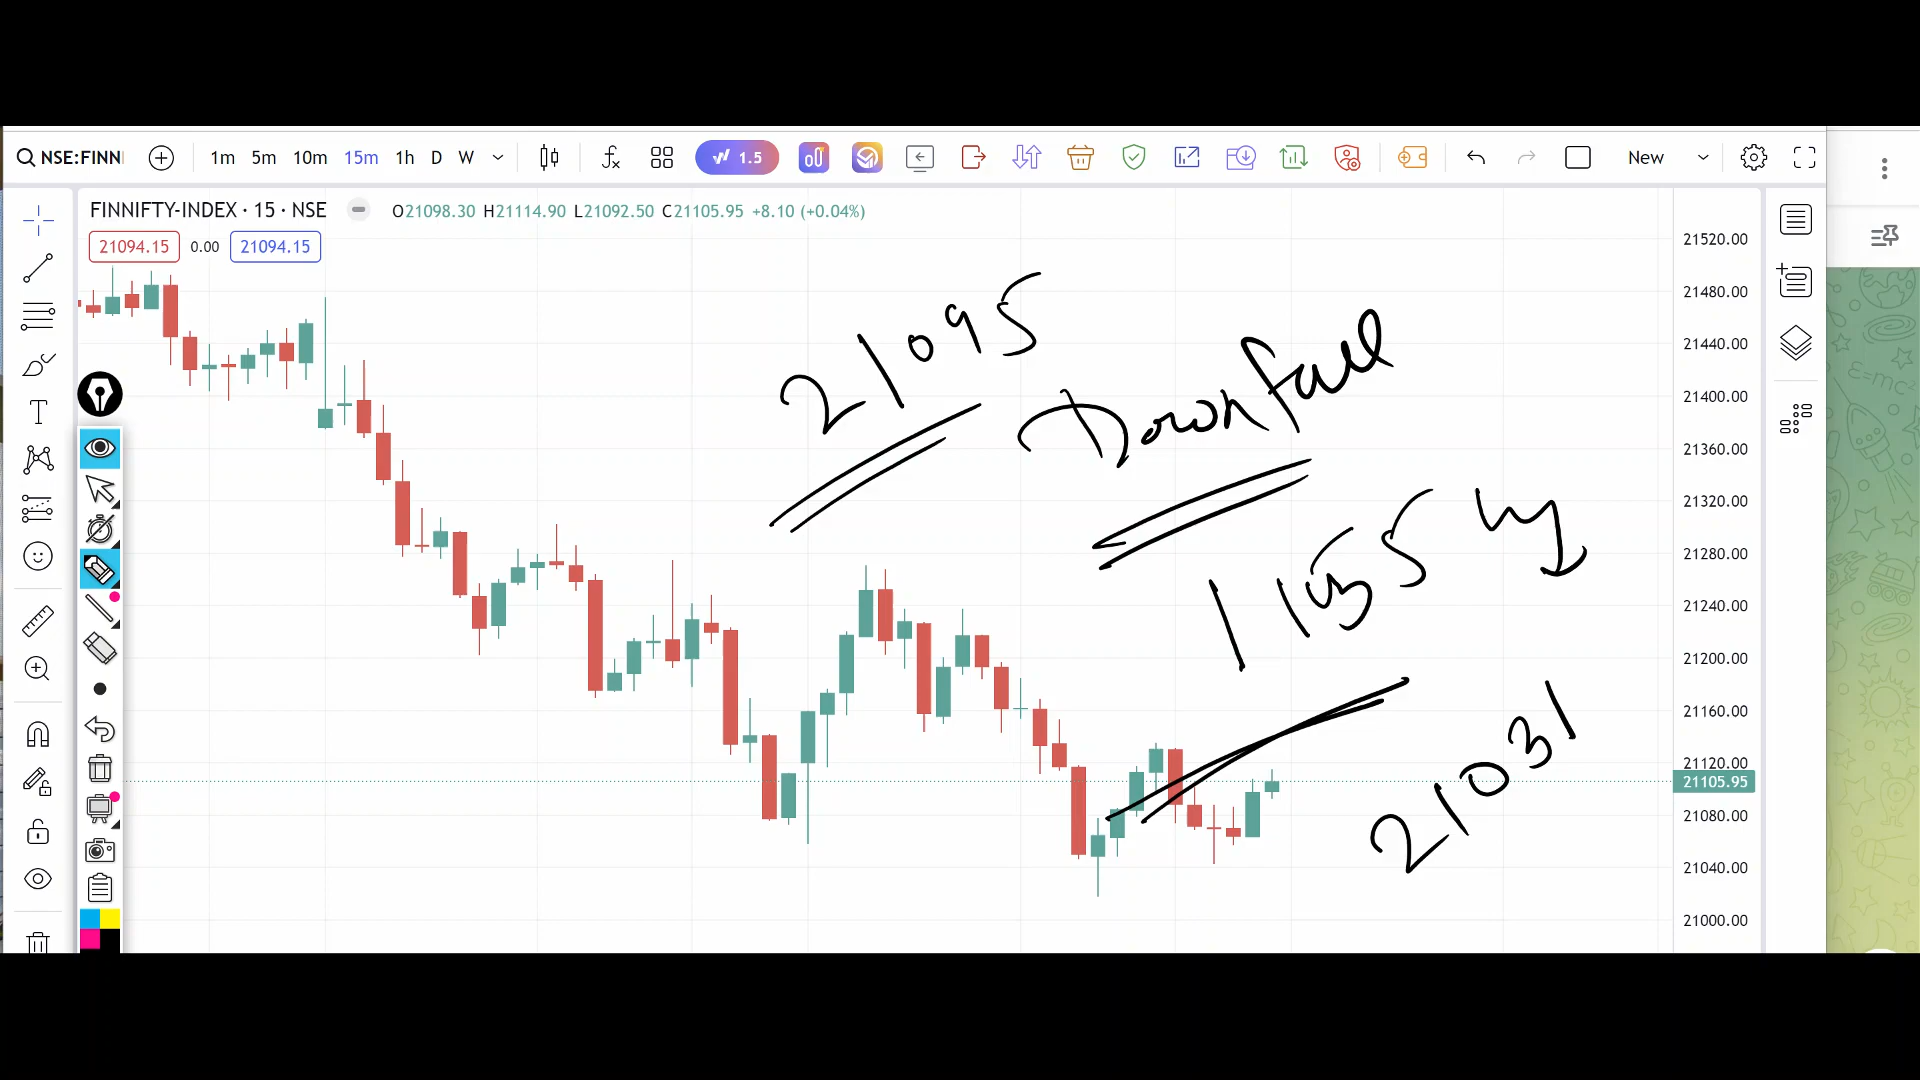 NSE:FINN
1m 5m 10m 15m 1h D W
1.5
New
FINNIFTY-INDEX · 15 · NSE
O21098.30 H21114.90 L21092.50 C21105.95 +8.10 (+0.04%)
21094.15 0.00 21094.15
21520.00
21480.00
21440.00
21400.00
21360.00
21320.00
21280.00
21240.00
21200.00
21160.00
21120.00
21105.95
21080.00
21040.00
21000.00
21095
Downfall
21031